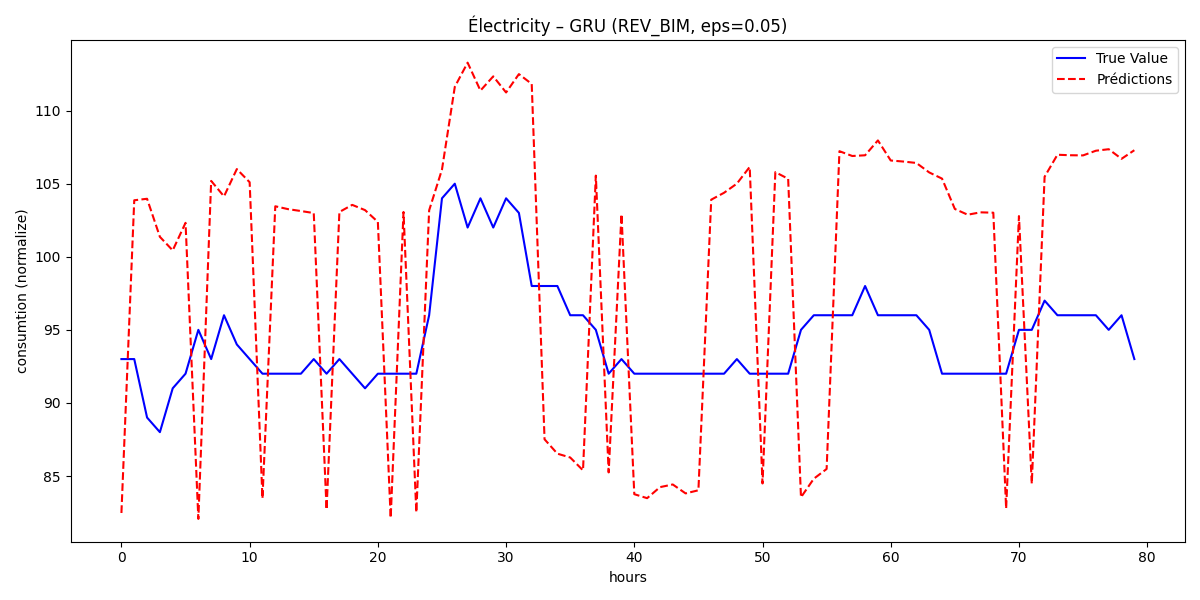 Électricity – GRU (REV_BIM, eps=0.05)
True Value
Prédictions
consumtion (normalize)
110
105
100
95
90
85
0 10 20 30 40 50 60 70 80
hours